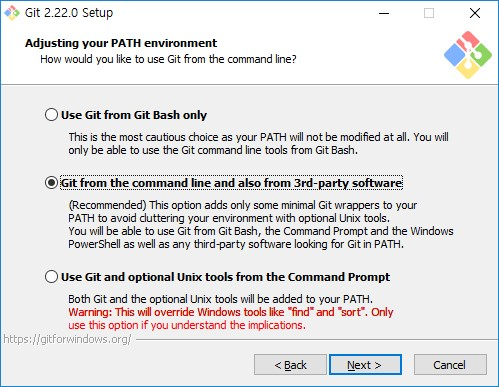 Git 2.22.0 Setup
Adjusting your PATH environment
How would you like to use Git from the command line?
Use Git from Git Bash only
This is the most cautious choice as your PATH will not be modified at all. You will
only be able to use the Git command line tools from Git Bash.
Git from the command line and also from 3rd-party software
(Recommended) This option adds only some minimal Git wrappers to your
PATH to avoid cluttering your environment with optional Unix tools.
You will be able to use Git from Git Bash, the Command Prompt and the Windows
PowerShell as well as any third-party software looking for Git in PATH.
Use Git and optional Unix tools from the Command Prompt
Both Git and the optional Unix tools will be added to your PATH.
Warning: This will override Windows tools like "find" and "sort". Only
use this option if you understand the implications.
https://gitforwindows.org/
< Back
Next >
Cancel